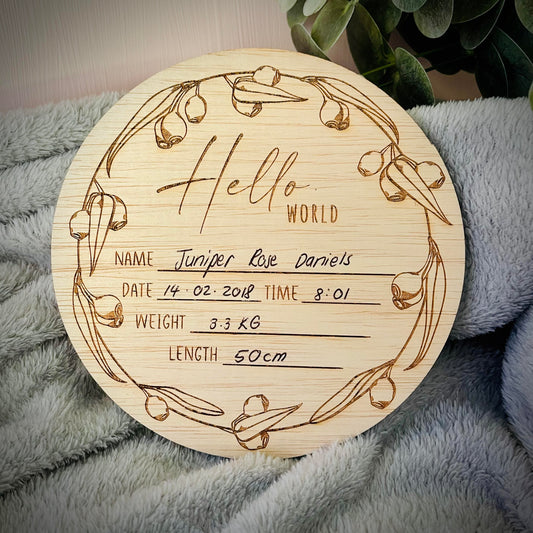 Hello
WORLD
NAME Juniper Rose Daniels
DATE 14.02.2018 TIME 8:01
WEIGHT 3.3 KG
LENGTH 50cm